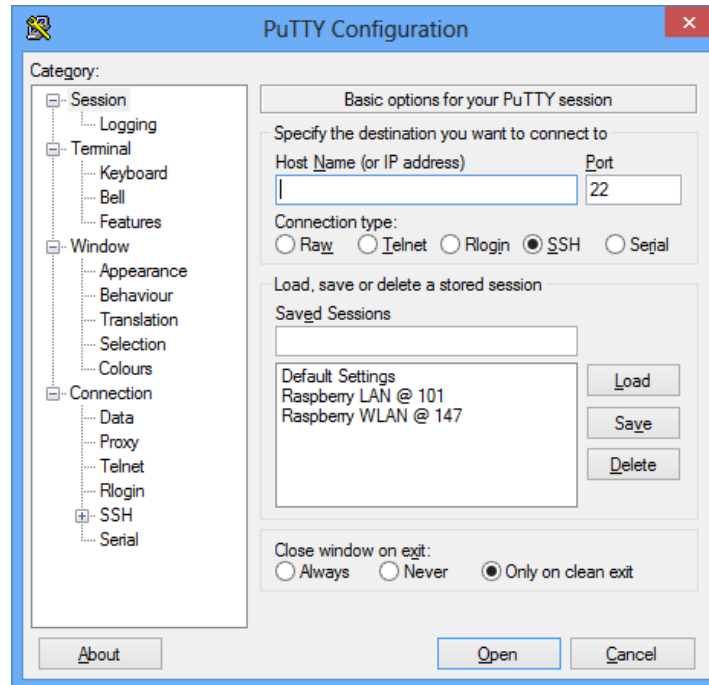 PuTTY Configuration
Category:
Session
Logging
Terminal
Keyboard
Bell
Features
Window
Appearance
Behaviour
Translation
Selection
Colours
Connection
Data
Proxy
Telnet
Rlogin
SSH
Serial
Basic options for your PuTTY session
Specify the destination you want to connect to
Host Name (or IP address) Port
22
Connection type:
Raw Telnet Rlogin SSH Serial
Load, save or delete a stored session
Saved Sessions
Default Settings
Raspberry LAN @ 101
Raspberry WLAN @ 147
Load
Save
Delete
Close window on exit:
Always Never Only on clean exit
About Open Cancel